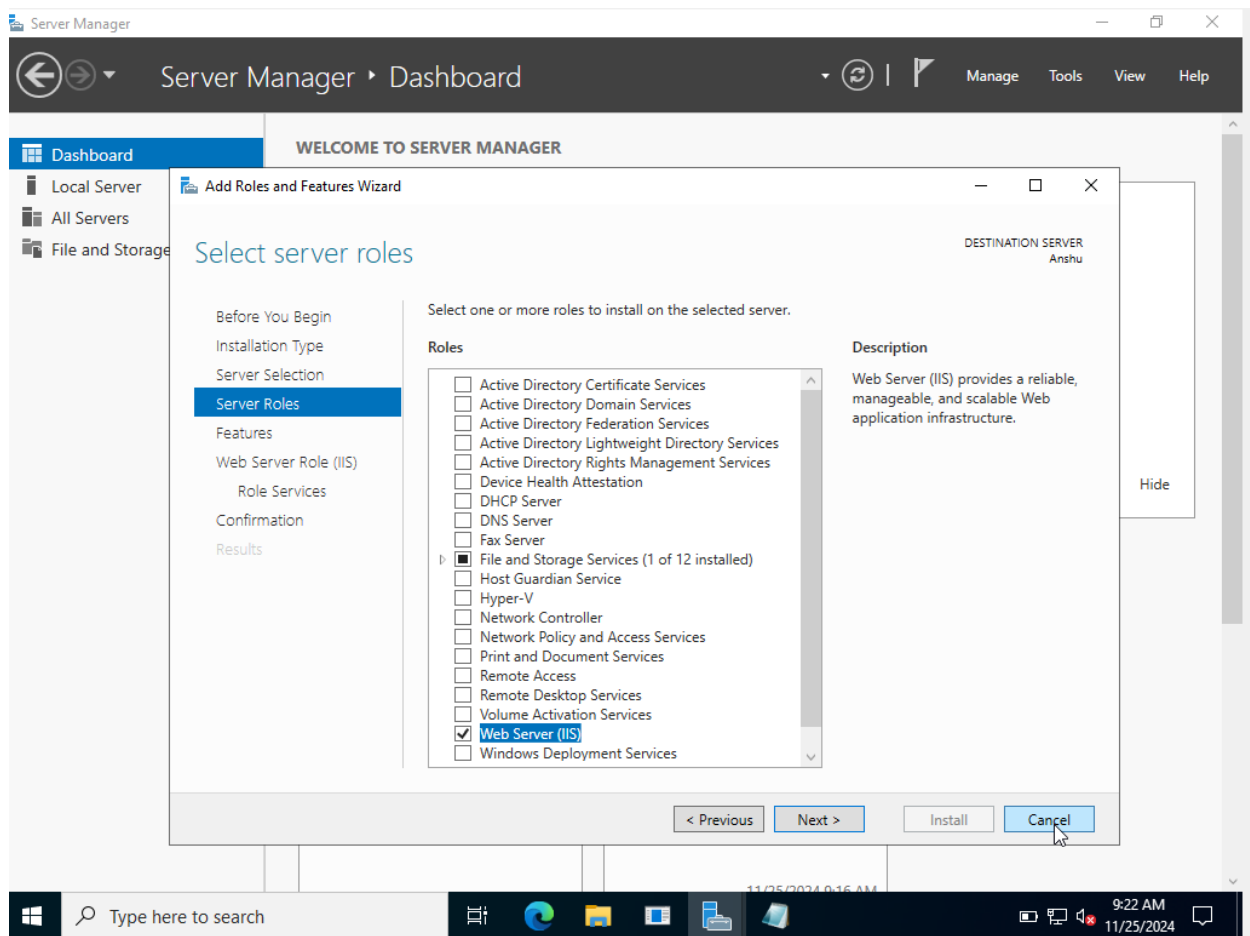 Server Manager
Server Manager • Dashboard
Manage Tools View Help
Dashboard
Local Server
All Servers
File and Storage
WELCOME TO SERVER MANAGER
Add Roles and Features Wizard
Select server roles
DESTINATION SERVER
Anshu
Before You Begin
Installation Type
Server Selection
Server Roles
Features
Web Server Role (IIS)
Role Services
Confirmation
Results
Select one or more roles to install on the selected server.
Roles
Active Directory Certificate Services
Active Directory Domain Services
Active Directory Federation Services
Active Directory Lightweight Directory Services
Active Directory Rights Management Services
Device Health Attestation
DHCP Server
DNS Server
Fax Server
File and Storage Services (1 of 12 installed)
Host Guardian Service
Hyper-V
Network Controller
Network Policy and Access Services
Print and Document Services
Remote Access
Remote Desktop Services
Volume Activation Services
Web Server (IIS)
Windows Deployment Services
Description
Web Server (IIS) provides a reliable,
manageable, and scalable Web
application infrastructure.
Hide
< Previous Next > Install Cancel
11/25/2024 9:16 AM
Type here to search
9:22 AM
11/25/2024